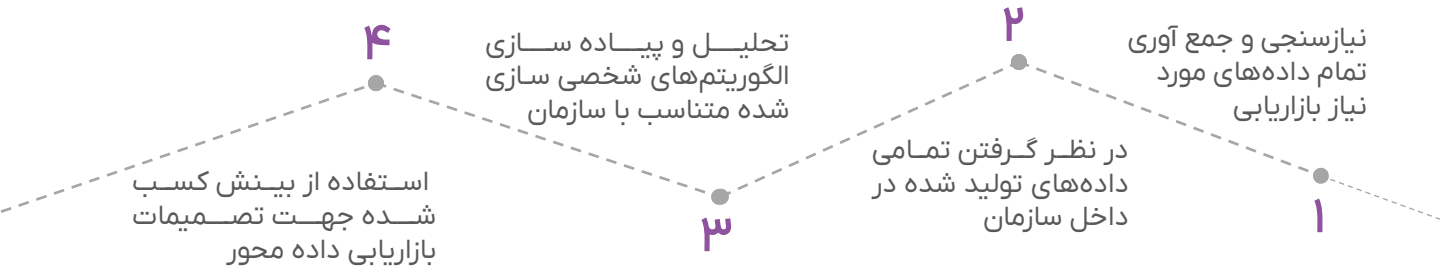 ۱
نیازسنجی و جمع آوری
تمام داده‌های مورد
نیاز بازاریابی
۲
در نظر گرفتن تمامی
داده‌های تولید شده در
داخل سازمان
۳
تحلیل و پیاده سازی
الگوریتم‌های شخصی سازی
شده متناسب با سازمان
۴
استفاده از بینش کسب
شده جهت تصمیمات
بازاریابی داده محور